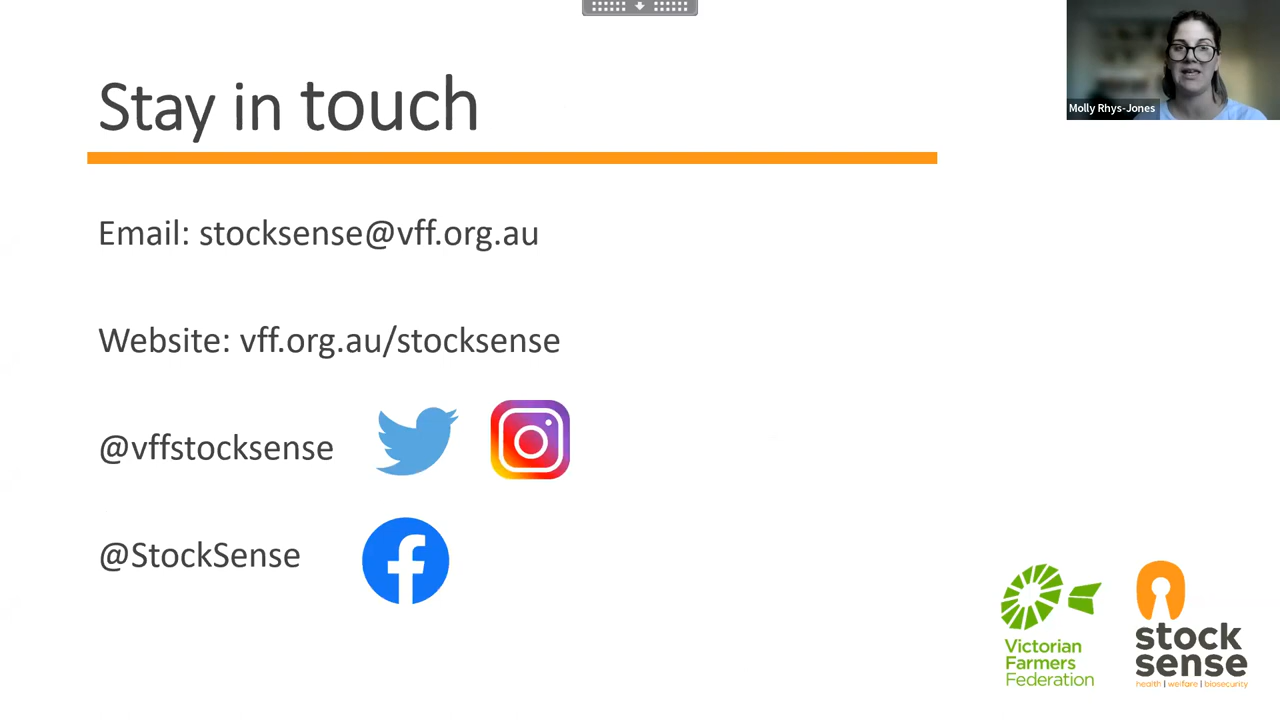 Stay in touch
Molly Rhys-Jones
Email: stocksense@vff.org.au
Website: vff.org.au/stocksense
@vffstocksense
@StockSense
Victorian
Farmers
Federation
stock
sense
health | welfare | biosecurity